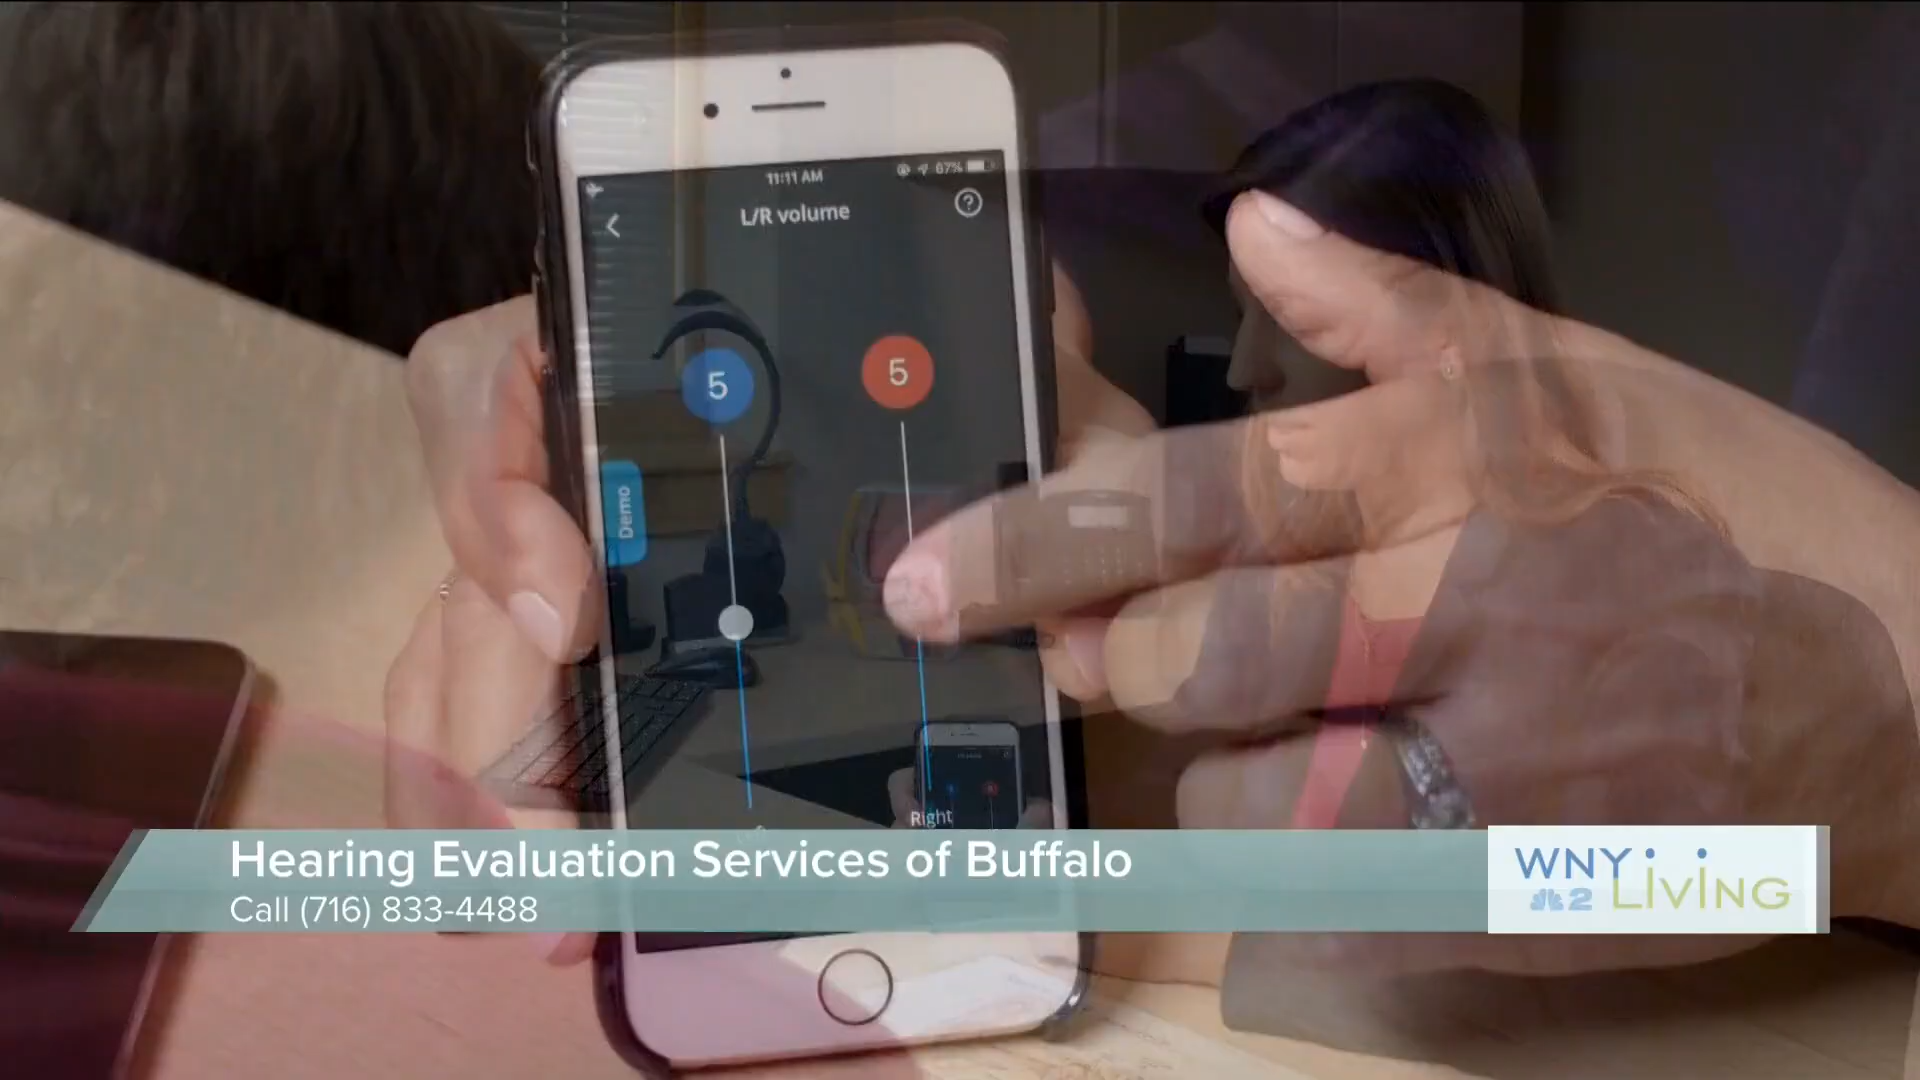 11:11 AM 67%
L/R volume
?
5 5
Demo
Right
Hearing Evaluation Services of Buffalo
Call (716) 833-4488
WNY
2 LIVING